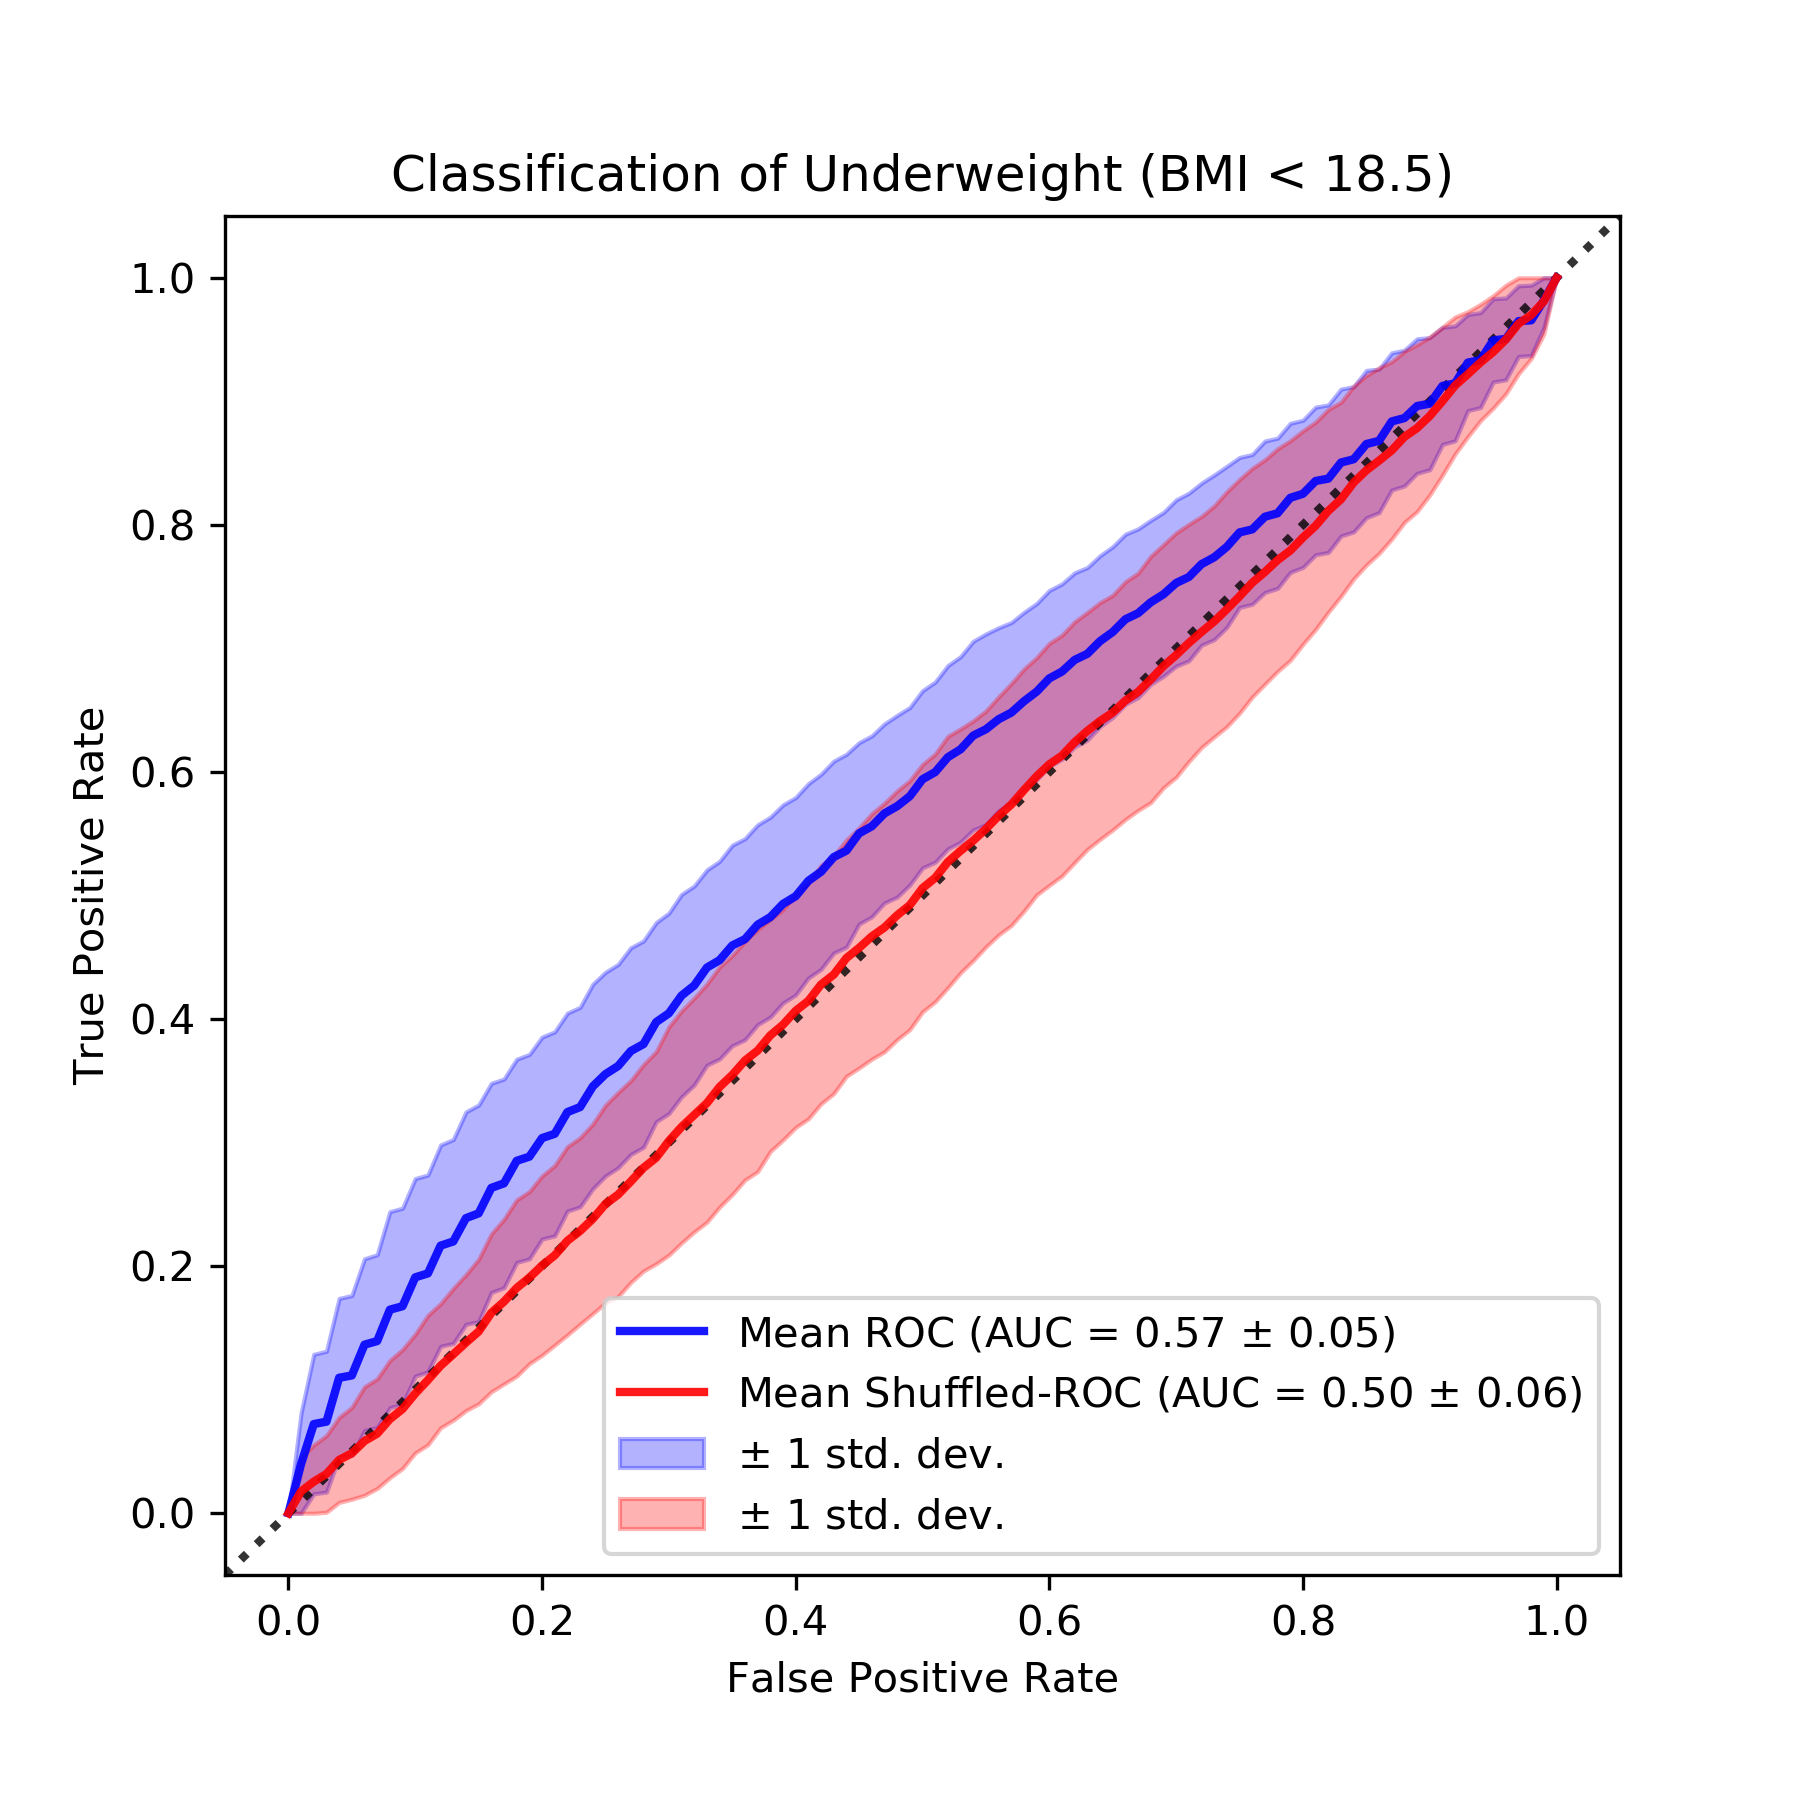 Classification of Underweight (BMI < 18.5)
1.0
0.8
0.6
0.4
0.2
0.0
True Positive Rate
Mean ROC (AUC = 0.57 ± 0.05)
Mean Shuffled-ROC (AUC = 0.50 ± 0.06)
± 1 std. dev.
± 1 std. dev.
0.0 0.2 0.4 0.6 0.8 1.0
False Positive Rate